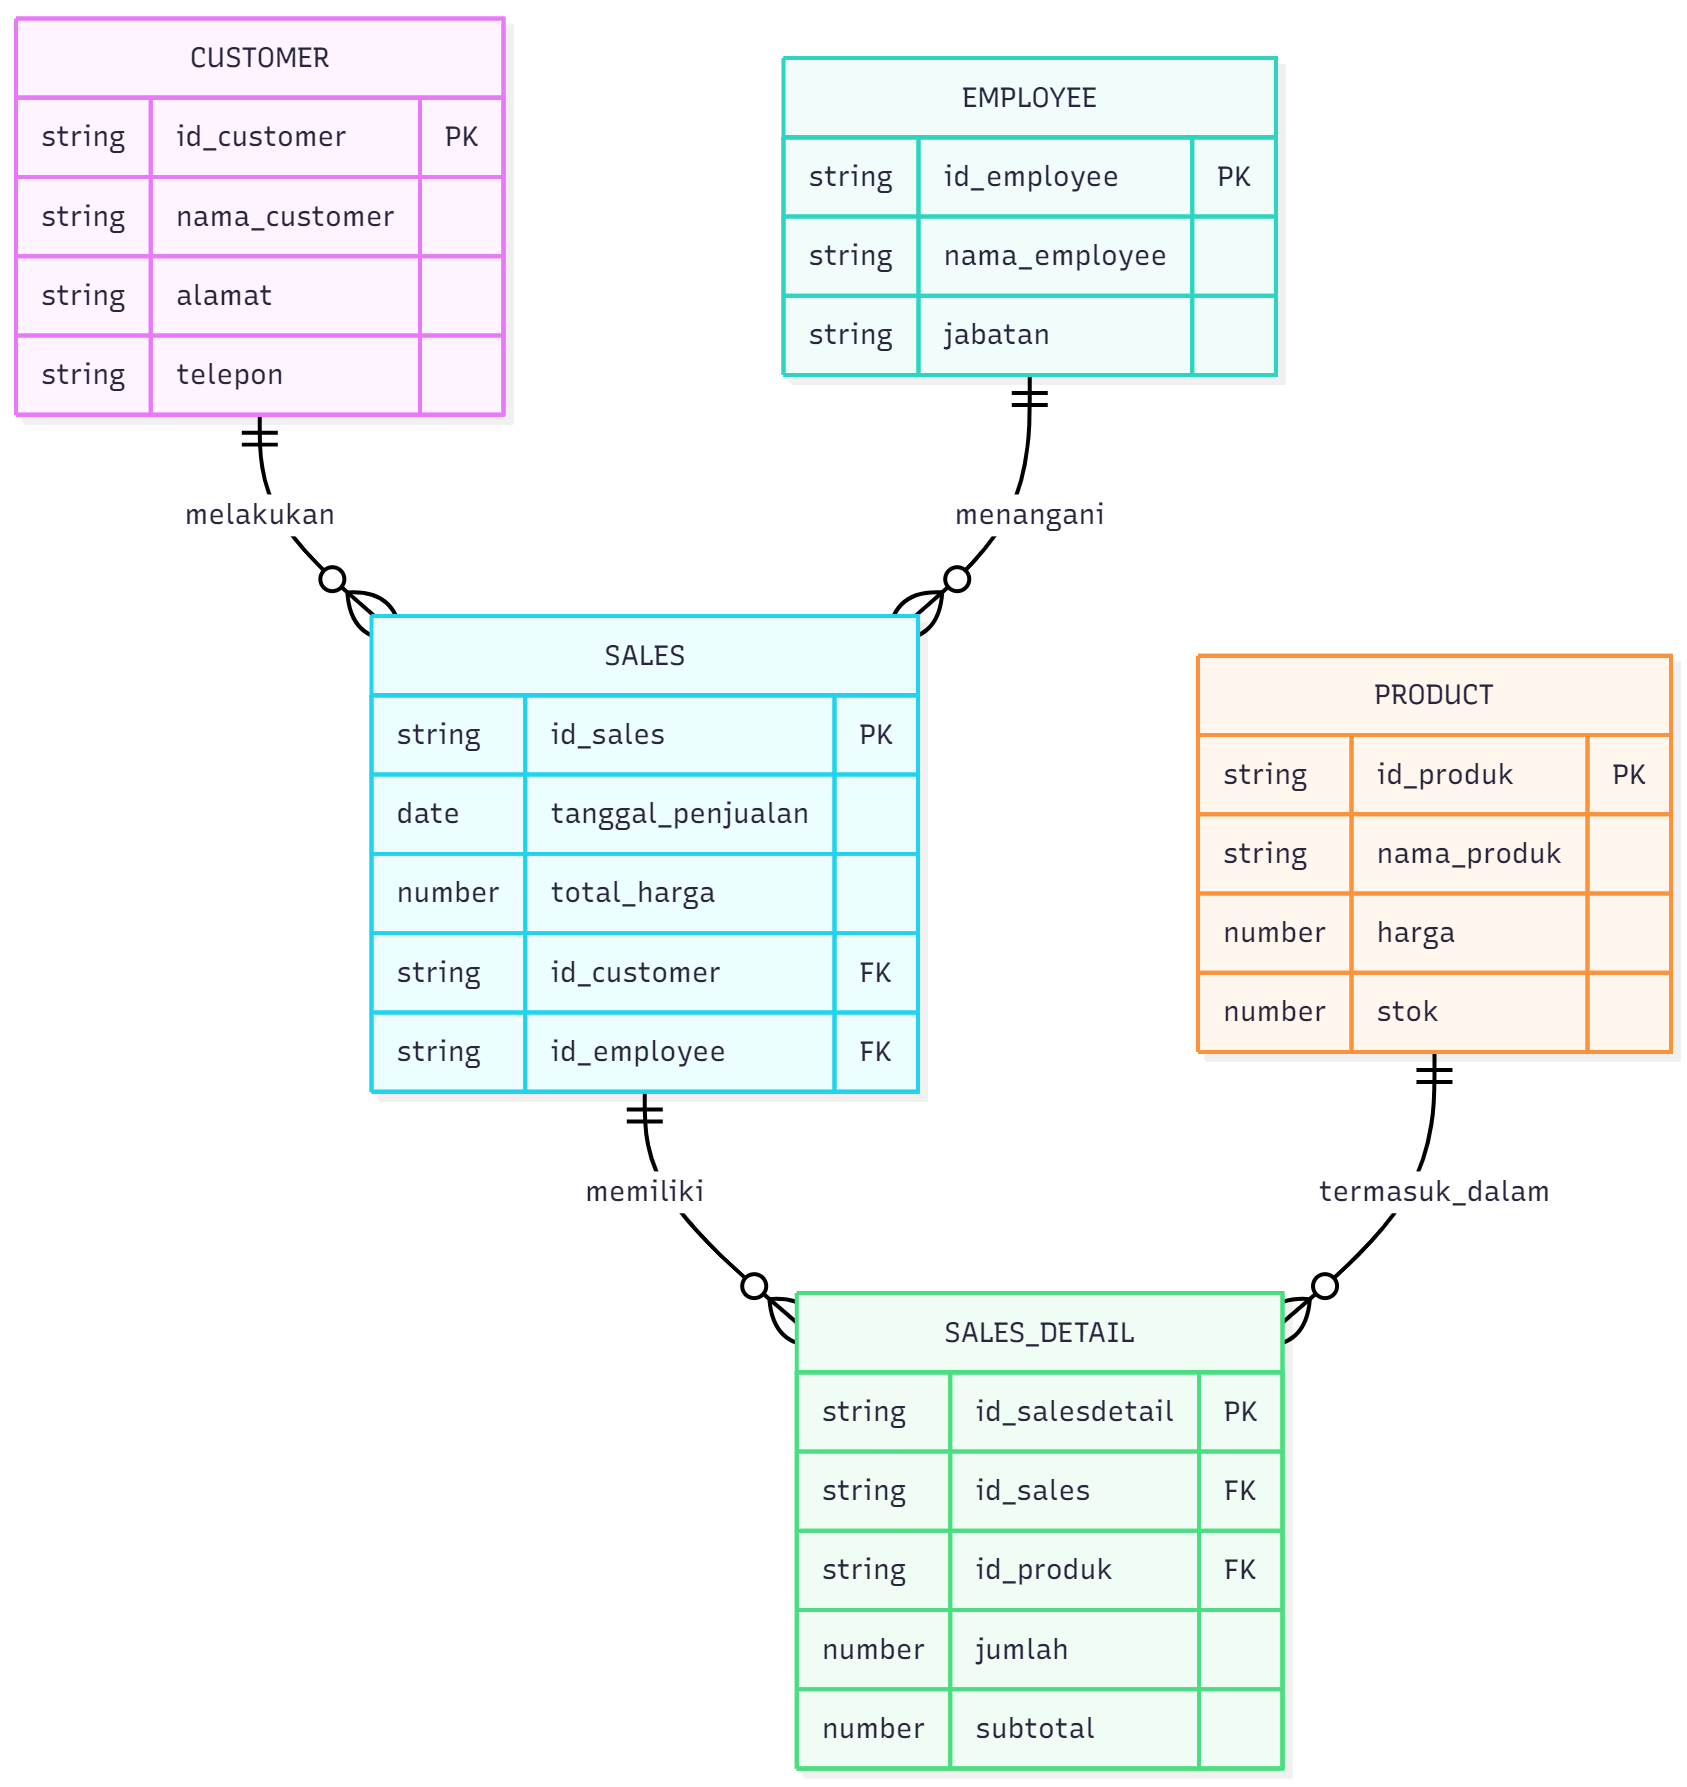 CUSTOMER
string id_customer PK
string nama_customer
string alamat
string telepon
EMPLOYEE
string id_employee PK
string nama_employee
string jabatan
melakukan
menangani
SALES
string id_sales PK
date tanggal_penjualan
number total_harga
string id_customer FK
string id_employee FK
PRODUCT
string id_produk PK
string nama_produk
number harga
number stok
memiliki
termasuk_dalam
SALES_DETAIL
string id_salesdetail PK
string id_sales FK
string id_produk FK
number jumlah
number subtotal